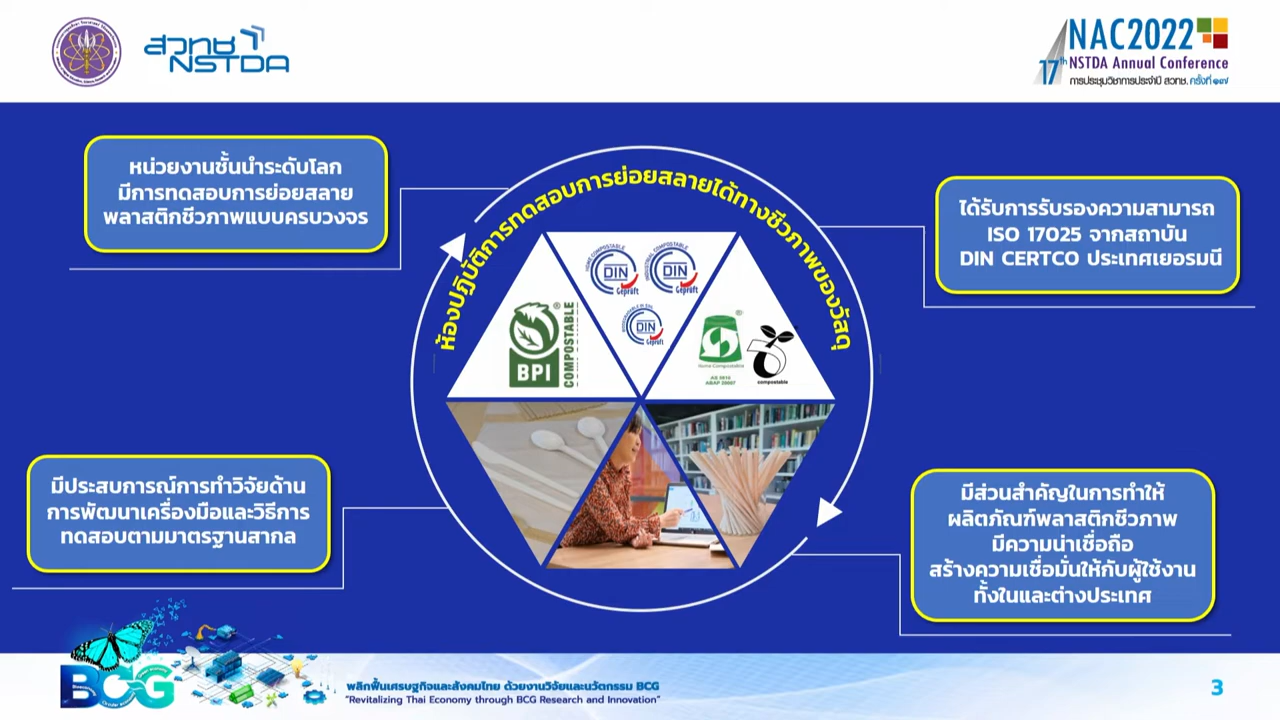 สวทช
NSTDA
NAC2022
17th NSTDA Annual Conference
การประชุมวิชาการประจำปี สวทช. ครั้งที่ ๑๗
หน่วยงานชั้นนำระดับโลก
มีการทดสอบการย่อยสลาย
พลาสติกชีวภาพแบบครบวงจร
ห้องปฏิบัติการทดสอบการย่อยสลายได้ทางชีวภาพของวัสดุ
ได้รับการรับรองความสามารถ
ISO 17025 จากสถาบัน
DIN CERTCO ประเทศเยอรมนี
BPI
COMPOSTABLE
HOME COMPOSTABLE
DIN
Geprüft
INDUSTRIAL COMPOSTABLE
DIN
Geprüft
DIN
Geprüft
Home Compostable
AS 5810
compostable
มีประสบการณ์การทำวิจัยด้าน
การพัฒนาเครื่องมือและวิธีการ
ทดสอบตามมาตรฐานสากล
มีส่วนสำคัญในการทำให้
ผลิตภัณฑ์พลาสติกชีวภาพ
มีความน่าเชื่อถือ
สร้างความเชื่อมั่นให้กับผู้ใช้งาน
ทั้งในและต่างประเทศ
BCG
พลิกฟื้นเศรษฐกิจและสังคมไทย ด้วยงานวิจัยและนวัตกรรม BCG
"Revitalizing Thai Economy through BCG Research and Innovation"
3